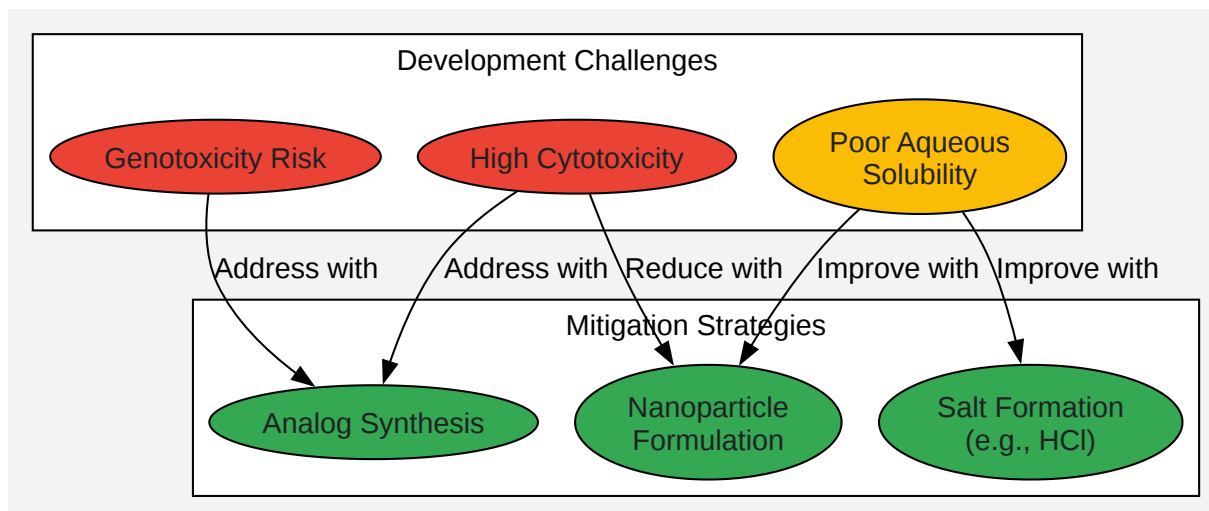 Development Challenges
Genotoxicity Risk
High Cytotoxicity
Poor Aqueous
Solubility
Address with
Address with
Reduce with
Improve with
Improve with
Mitigation Strategies
Analog Synthesis
Nanoparticle
Formulation
Salt Formation
(e.g., HCl)